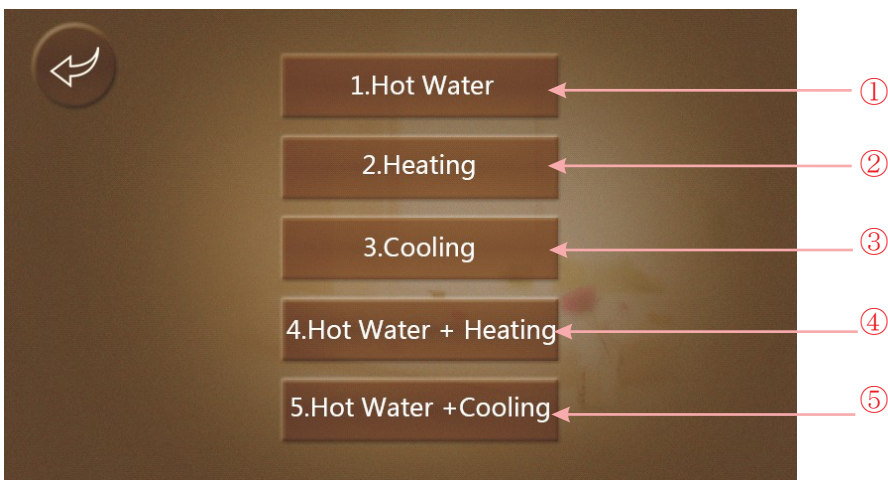 1.Hot Water ①
2.Heating ②
3.Cooling ③
4.Hot Water + Heating ④
5.Hot Water +Cooling ⑤